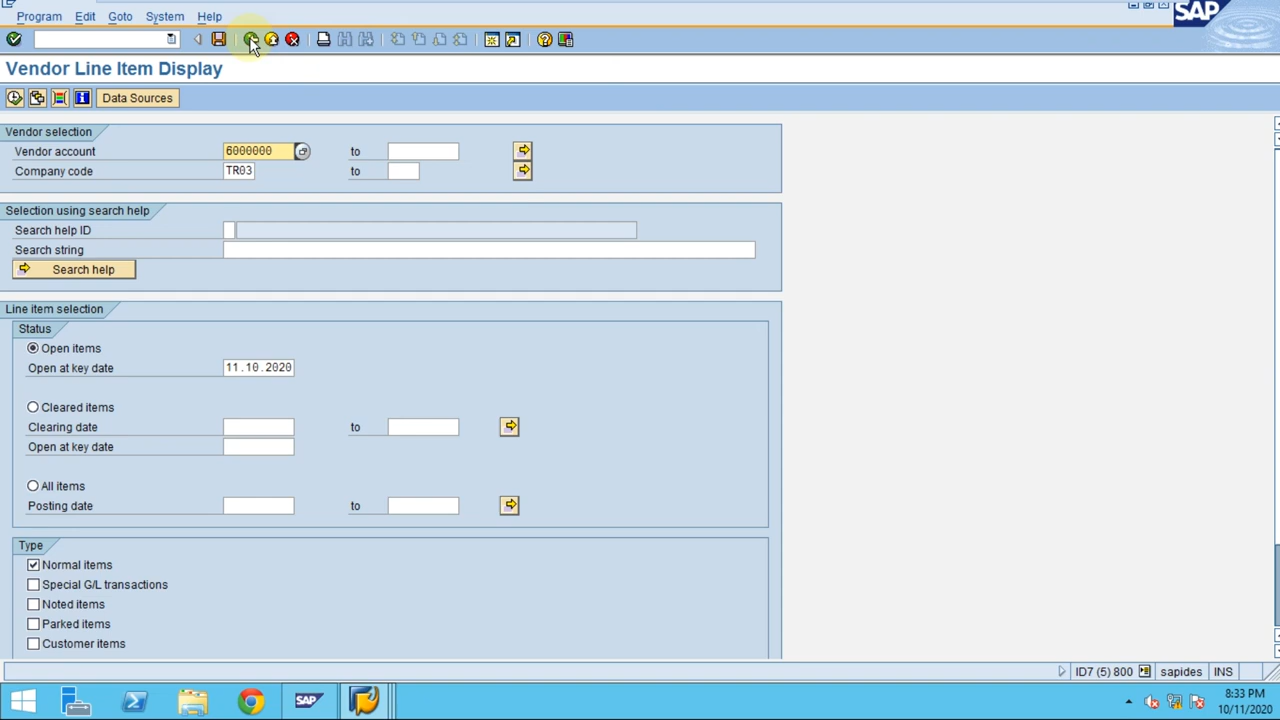 Program Edit Goto System Help
SAP
Vendor Line Item Display
Data Sources
Vendor selection
Vendor account 6000000 to
Company code TR03 to
Selection using search help
Search help ID
Search string
Search help
Line item selection
Status
Open items
Open at key date 11.10.2020
Cleared items
Clearing date to
Open at key date
All items
Posting date to
Type
Normal items
Special G/L transactions
Noted items
Parked items
Customer items
ID7 (5) 800 sapides INS
SAP
8:33 PM
10/11/2020